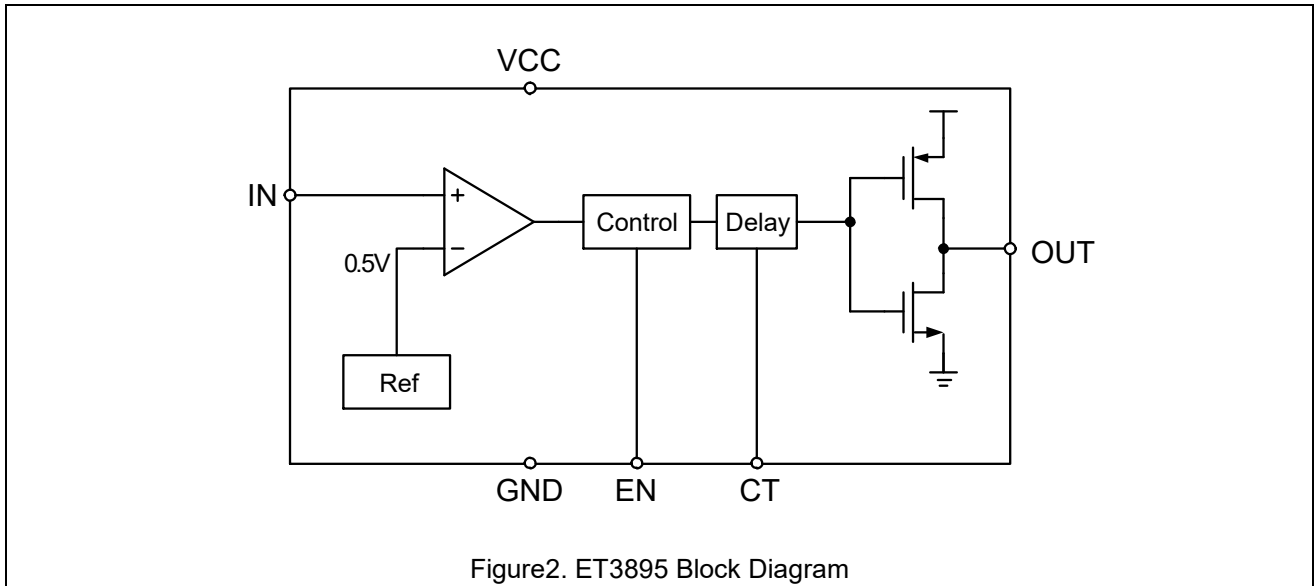 VCC
IN
+
−
0.5V
Control
Delay
OUT
Ref
GND
EN
CT
Figure2. ET3895 Block Diagram